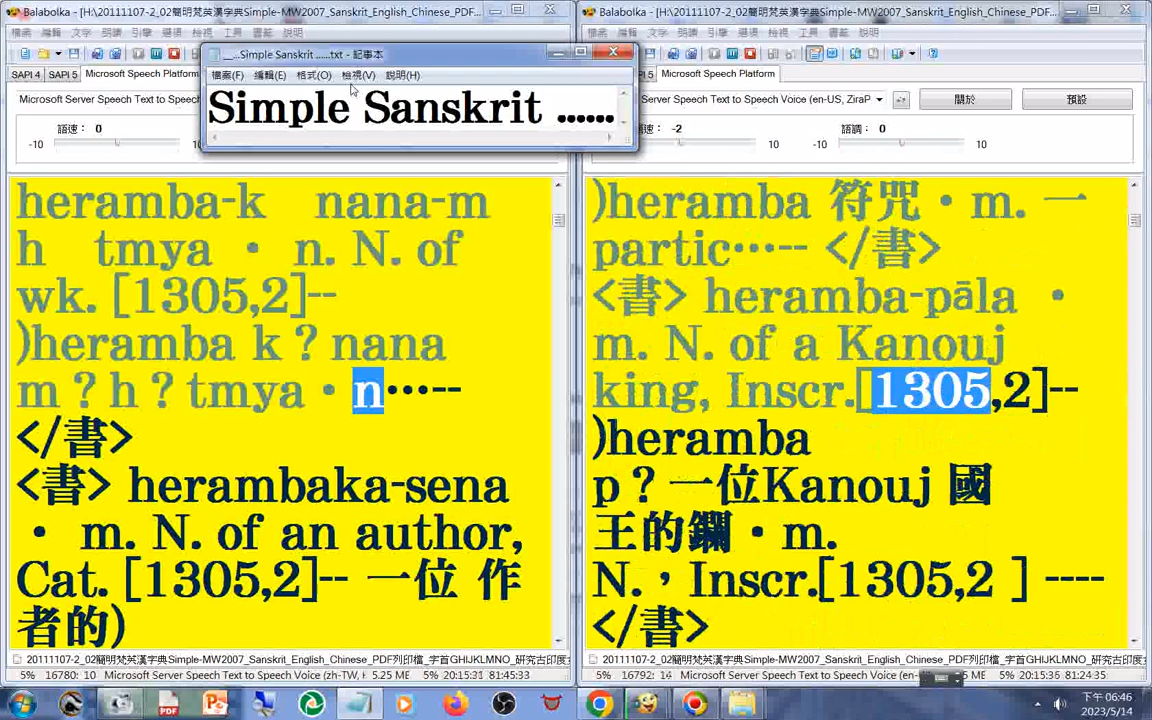 Balabolka - [H:\20111107-2_02簡明梵英漢字典Simple-MW2007_Sanskrit_English_Chinese_PDF...
Balabolka - [H:\20111107-2_02簡明梵英漢字典Simple-MW2007_Sanskrit_English_Chinese_PDF...
__...Simple Sanskrit ......txt - 記事本
檔案(F) 編輯(E) 格式(O) 檢視(V) 說明(H)
Simple Sanskrit ......
SAPI 4 SAPI 5 Microsoft Speech Platform
5 Microsoft Speech Platform
Microsoft Server Speech Text to Speech
Server Speech Text to Speech Voice (en-US, ZiraP
關於
預設
語速： 0
-10
語速： -2
10
語調： 0
-10
10
heramba-k nana-m
h tmya • n. N. of
wk. [1305,2]--
)heramba k？nana
m？h？tmya•n…--
</書>
<書> herambaka-sena
• m. N. of an author,
Cat. [1305,2]-- 一位 作
者的)
)heramba 符咒•m. 一
partic…-- </書>
<書> heramba-pāla •
m. N. of a Kanouj
king, Inscr.[1305,2]--
)heramba
p？一位Kanouj 國
王的鑭•m.
N.，Inscr.[1305,2 ] ----
</書>
20111107-2_02簡明梵英漢字典Simple-MW2007_Sanskrit_English_Chinese_PDF列印檔_字首GHIJKLMNO_研究古印度
20111107-2_02簡明梵英漢字典Simple-MW2007_Sanskrit_English_Chinese_PDF列印檔_字首GHIJKLMNO_研究古印度
5% 16780: 10 Microsoft Server Speech Text to Speech Voice (zh-TW, 5.25 MB 5% 20:15:31 81:45:33
5% 16792: 14 Microsoft Server Speech Text to Speech Voice (en-US, 5.25 MB 5% 20:15:36 81:24:35
下午 06:46
2023/5/14